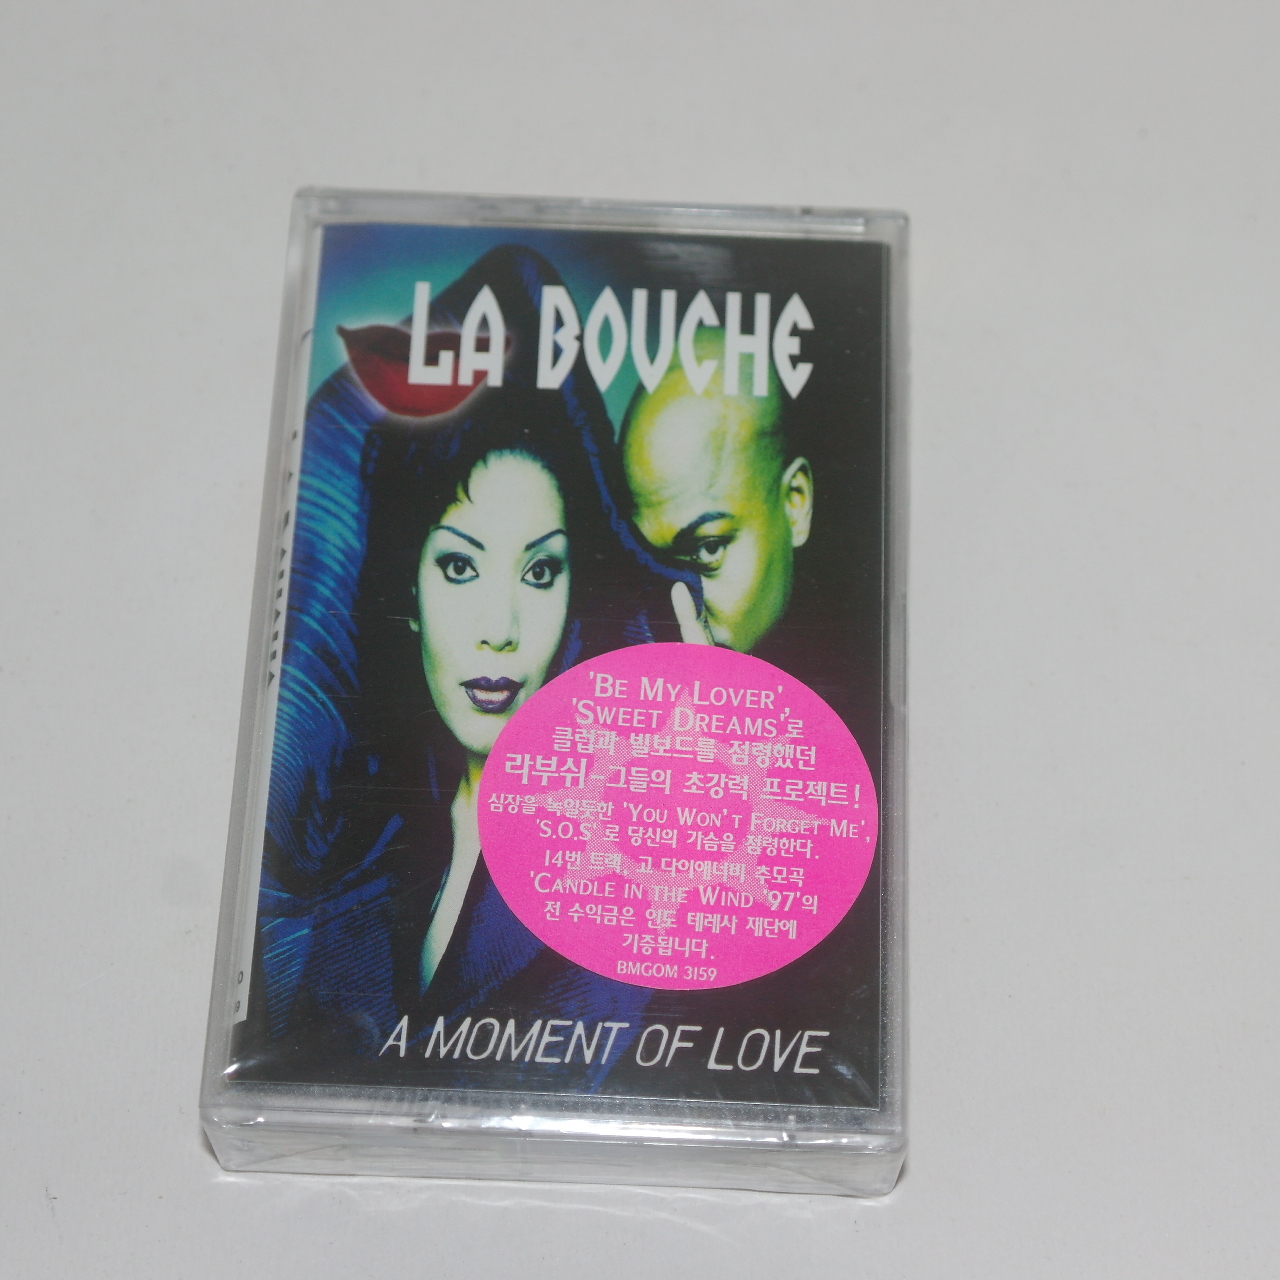 LA BOUCHE
'BE MY LOVER',
'SWEET DREAMS'로
클럽과 빌보드를 점령했던
라부쉬-그들의 초강력 프로젝트!
심장을 녹일듯한 'YOU WON'T FORGET ME',
'S.O.S'로 당신의 가슴을 점령한다.
14번 트랙, 고 다이애너비 추모곡
'CANDLE IN THE WIND '97'의
전 수익금은 인도 테레사 재단에
기증됩니다.
BMGOM 3159
A MOMENT OF LOVE